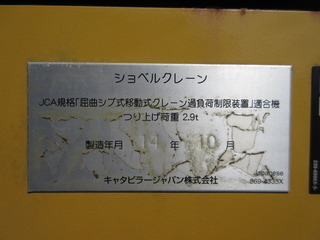 ショベルクレーン
JCA規格「屈曲ジブ式移動式クレーン過負荷制限装置」適合機
つり上げ荷重 2.9t
製造年月 14 年 10 月
キャタピラージャパン株式会社
Japanese